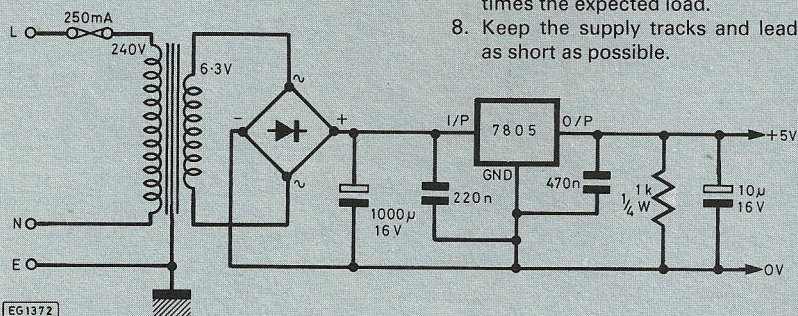 times the expected load.
8. Keep the supply tracks and lead
as short as possible.
L
250mA
240V
6·3V
~
-
+
~
I/P
7805
O/P
GND
+5V
1000µ
16V
220n
470n
1k
¼W
10µ
16V
N
E
0V
EG1372